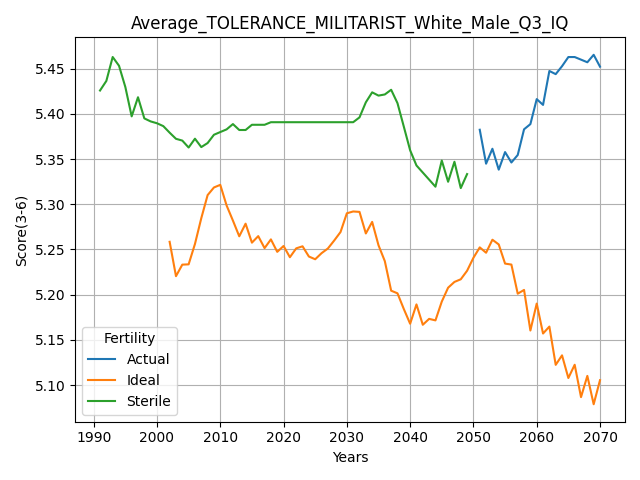 Average_TOLERANCE_MILITARIST_White_Male_Q3_IQ
Score(3-6)
5.45
5.40
5.35
5.30
5.25
5.20
5.15
5.10
Fertility
Actual
Ideal
Sterile
1990 2000 2010 2020 2030 2040 2050 2060 2070
Years